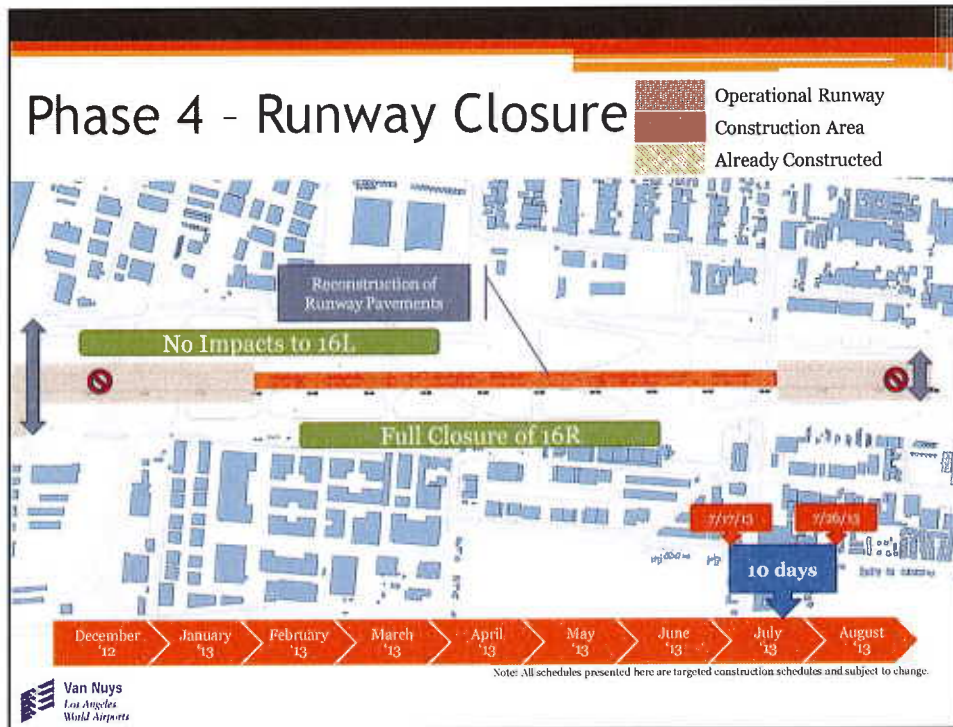 Phase 4 - Runway Closure
Operational Runway
Construction Area
Already Constructed
Reconstruction of
Runway Pavements
No Impacts to 16L
Full Closure of 16R
7/17/13
7/26/13
10 days
December
'12
January
'13
February
'13
March
'13
April
'13
May
'13
June
'13
July
'13
August
'13
Note: All schedules presented here are targeted construction schedules and subject to change.
Van Nuys
Los Angeles
World Airports